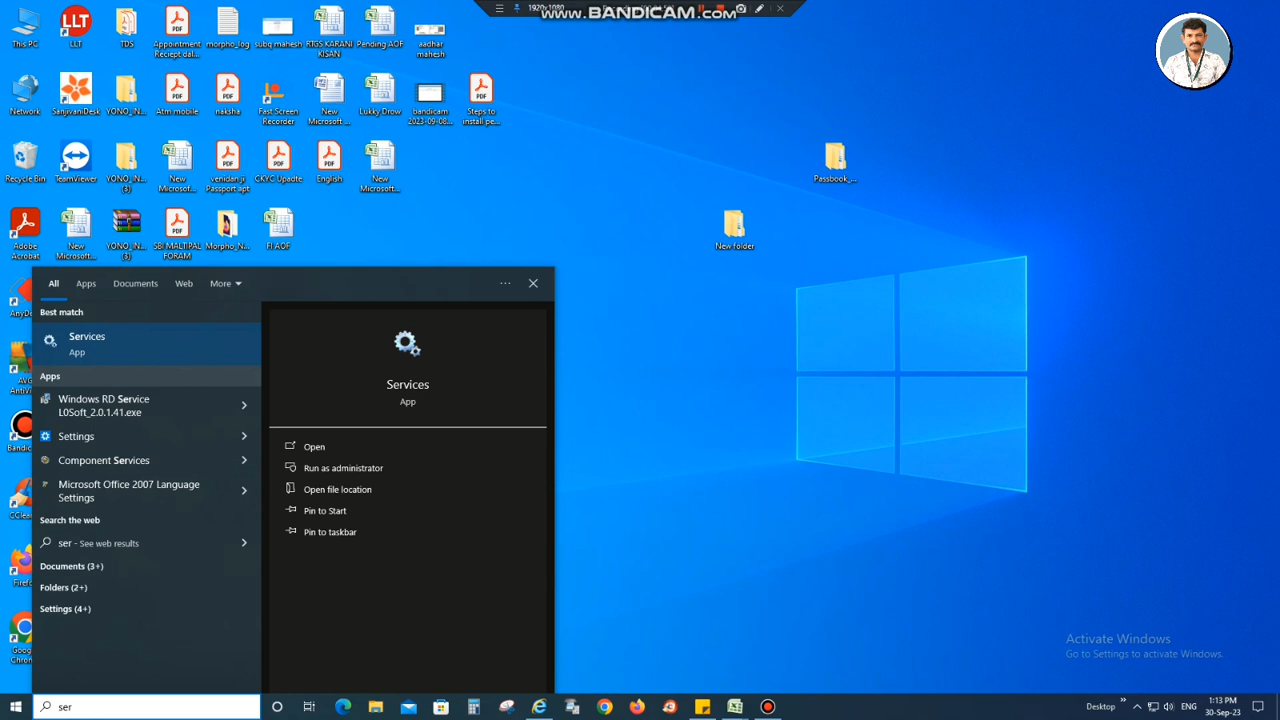 1920x1080
www.BANDICAM.com
This PC
LLT
TDS
Appointment
Reciept dal...
morpho_log
subq mahesh
RTGS KARANI
KISAN
Pending AOF
aadhar
mahesh
Network
SanjivaniDesk
YONO_IN...
Atm mobile
naksha
Fast Screen
Recorder
New
Microsoft ...
Lukky Drow
bandicam
2023-09-08...
Steps to
install pe...
Recycle Bin
TeamViewer
YONO_IN...
(3)
New
Microsoft...
venidan ji
Passport apt
CKYC Upadte
English
New
Microsoft...
Passbook_...
Adobe
Acrobat
New
Microsoft...
YONO_IN...
(3)
SBI MALTIPAL
FORAM
Morpho_N...
FI AOF
New folder
All
Apps
Documents
Web
More
Best match
Services
App
Apps
Windows RD Service
L0Soft_2.0.1.41.exe
Settings
Component Services
Microsoft Office 2007 Language
Settings
Search the web
ser - See web results
Documents (3+)
Folders (2+)
Settings (4+)
Services
App
Open
Run as administrator
Open file location
Pin to Start
Pin to taskbar
Activate Windows
Go to Settings to activate Windows.
ser
Desktop
ENG
1:13 PM
30-Sep-23